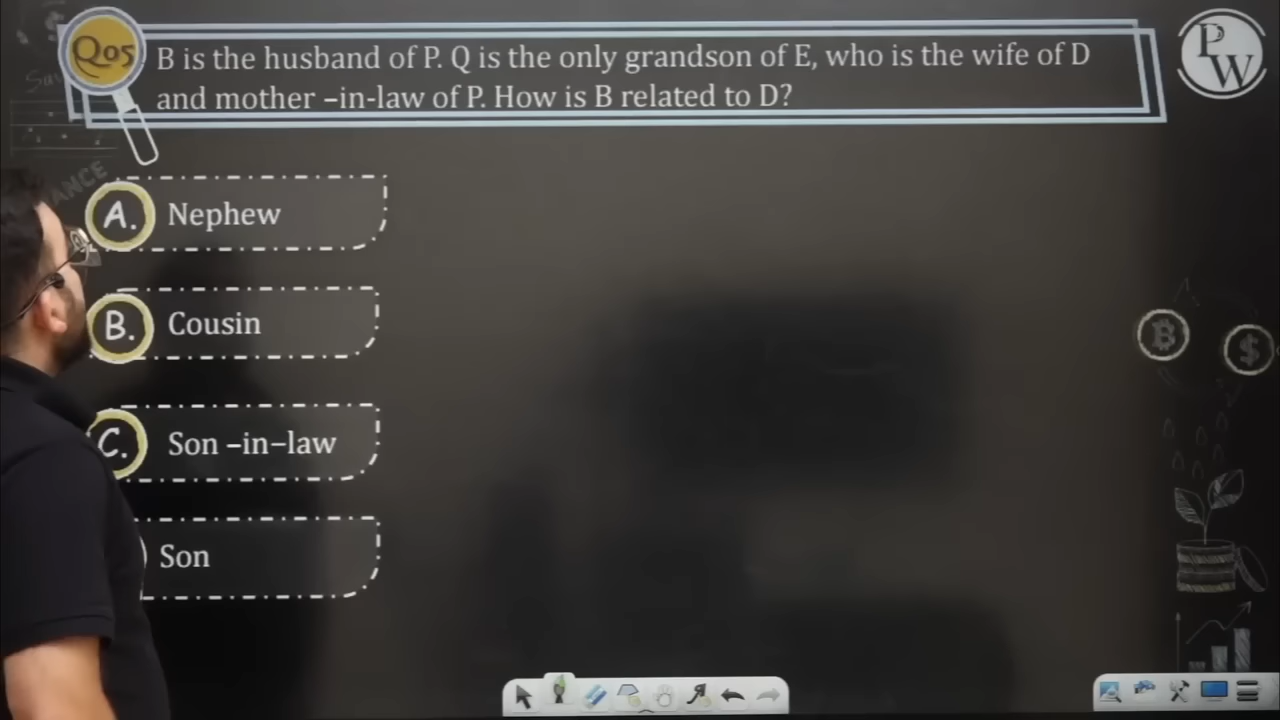 Q05
B is the husband of P. Q is the only grandson of E, who is the wife of D
and mother –in-law of P. How is B related to D?
PW
ANCE
A. Nephew
B. Cousin
C. Son –in–law
Son